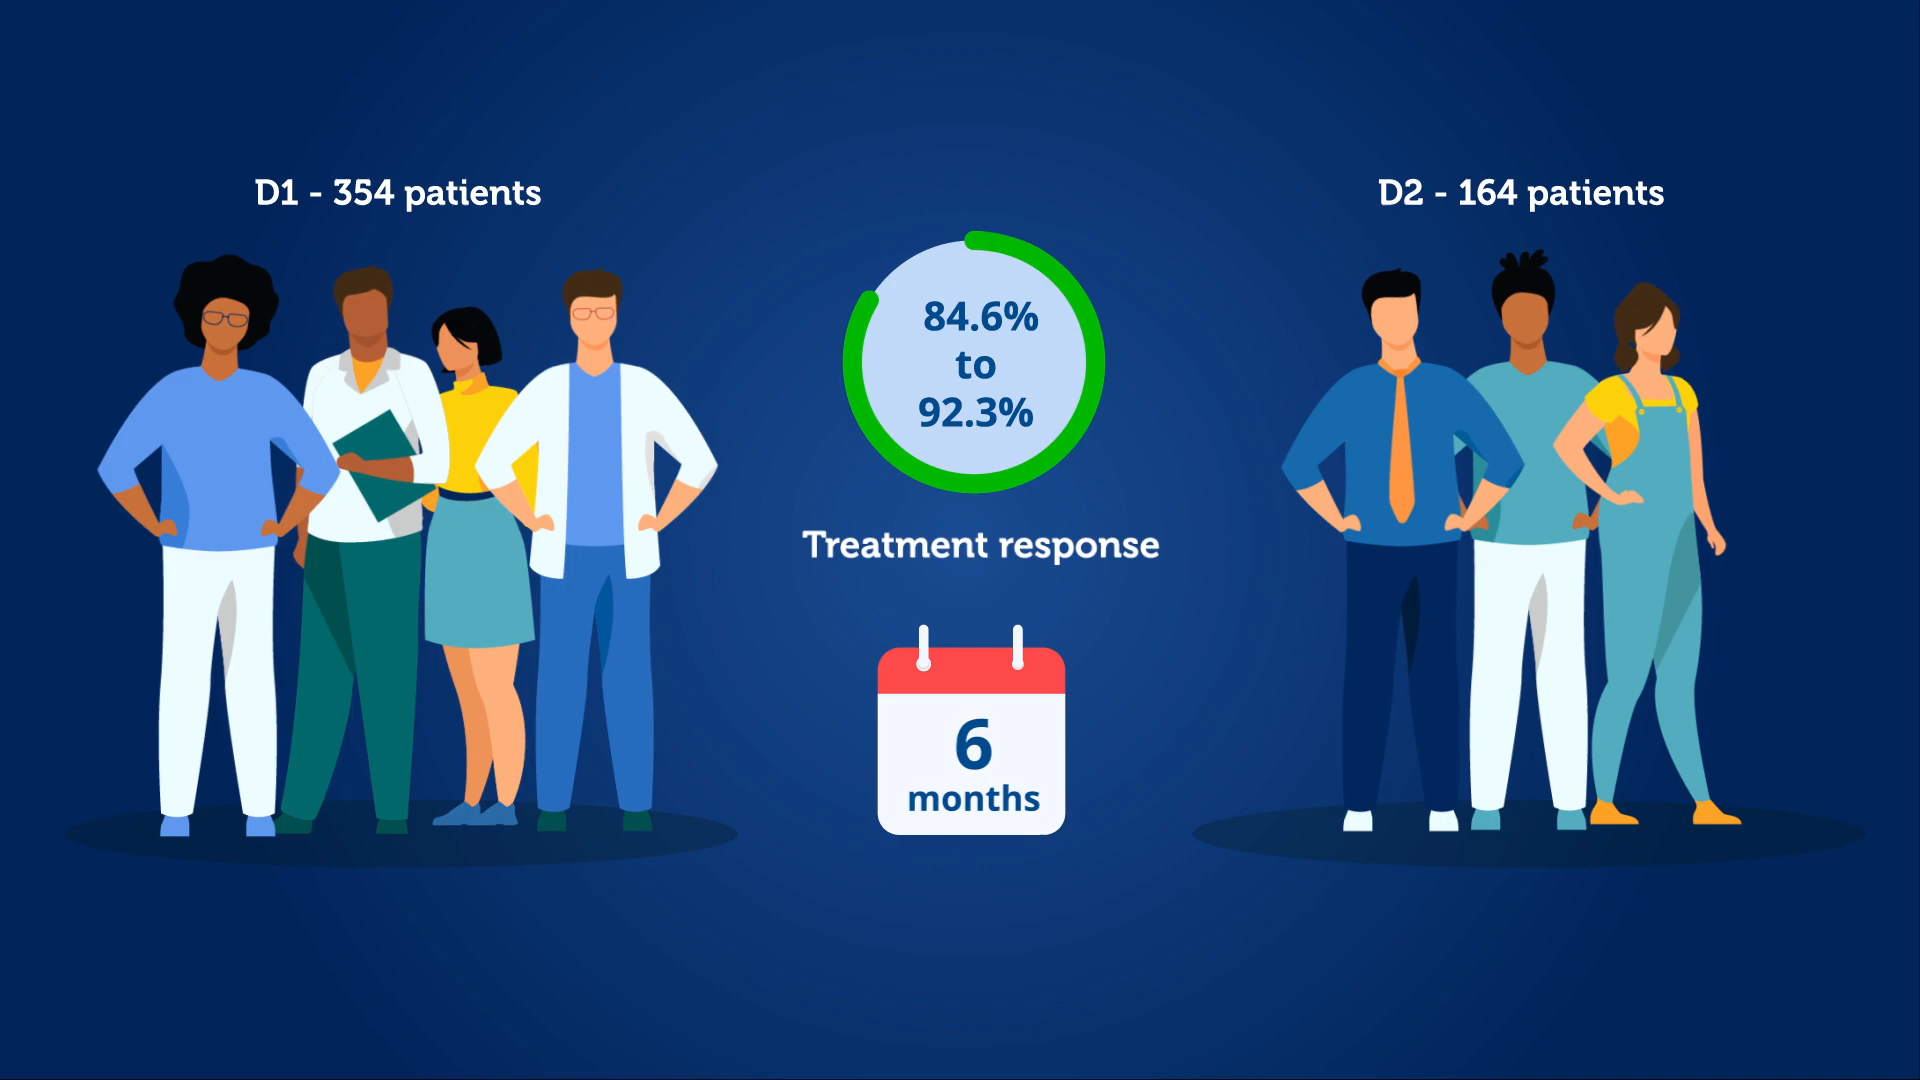 D1 - 354 patients
D2 - 164 patients
84.6%
to
92.3%
Treatment response
6
months